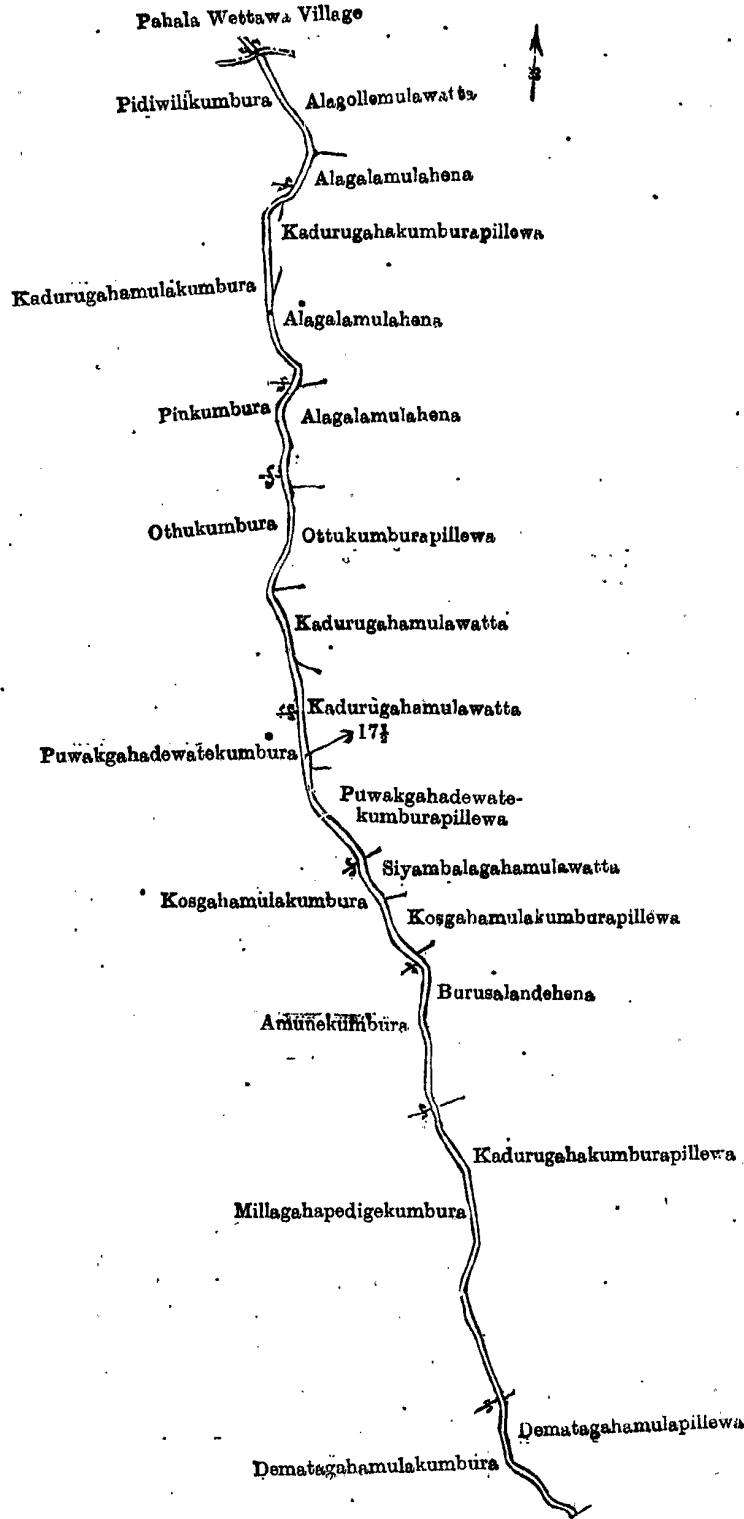 Pahala Wettawa Village
Pidiwilikumbura
Alagollemulawatta
Alagalamulahena
Kadurugahakumburapillewa
Kadurugahamulakumbura
Alagalamulahena
Pinkumbura
Alagalamulahena
Othukumbura
Ottukumburapillewa
Kadurugahamulawatta
Kadurugahamulawatta
17½
Puwakgahadewatekumbura
Puwakgahadewate-
kumburapillewa
Siyambalagahamulawatta
Kosgahamulakumbura
Kosgahamulakumburapillewa
Burusalandehena
Amunekumbura
Kadurugahakumburapillewa
Millagahapedigekumbura
Dematagahamulapillewa
Dematagahamulakumbura